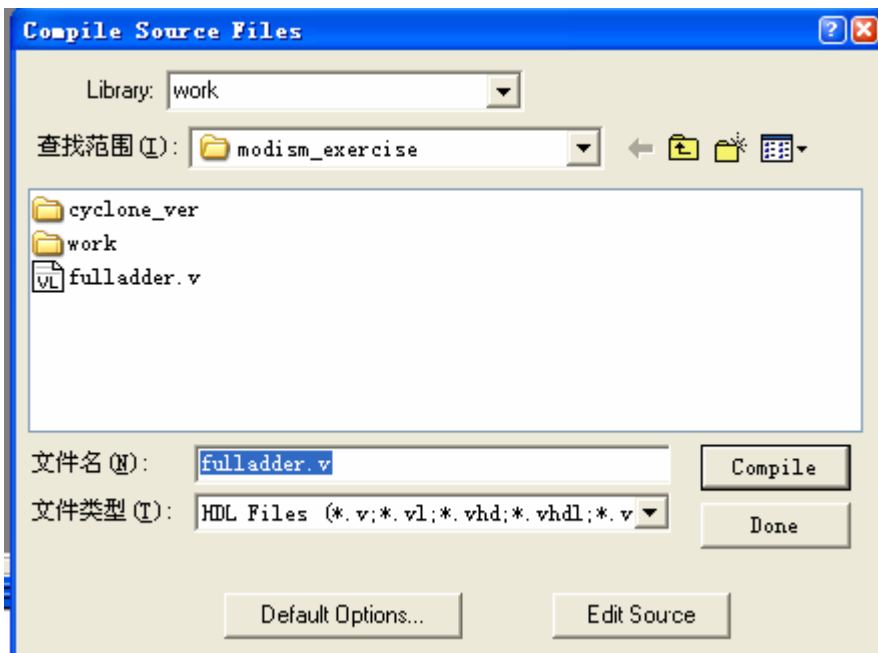 Compile Source Files
Library: work
查找范围(I): modism_exercise
cyclone_ver
work
VL fulladder.v
文件名(N): fulladder.v Compile
文件类型(T): HDL Files (*.v;*.vl;*.vhd;*.vhdl;*.v Done
Default Options... Edit Source